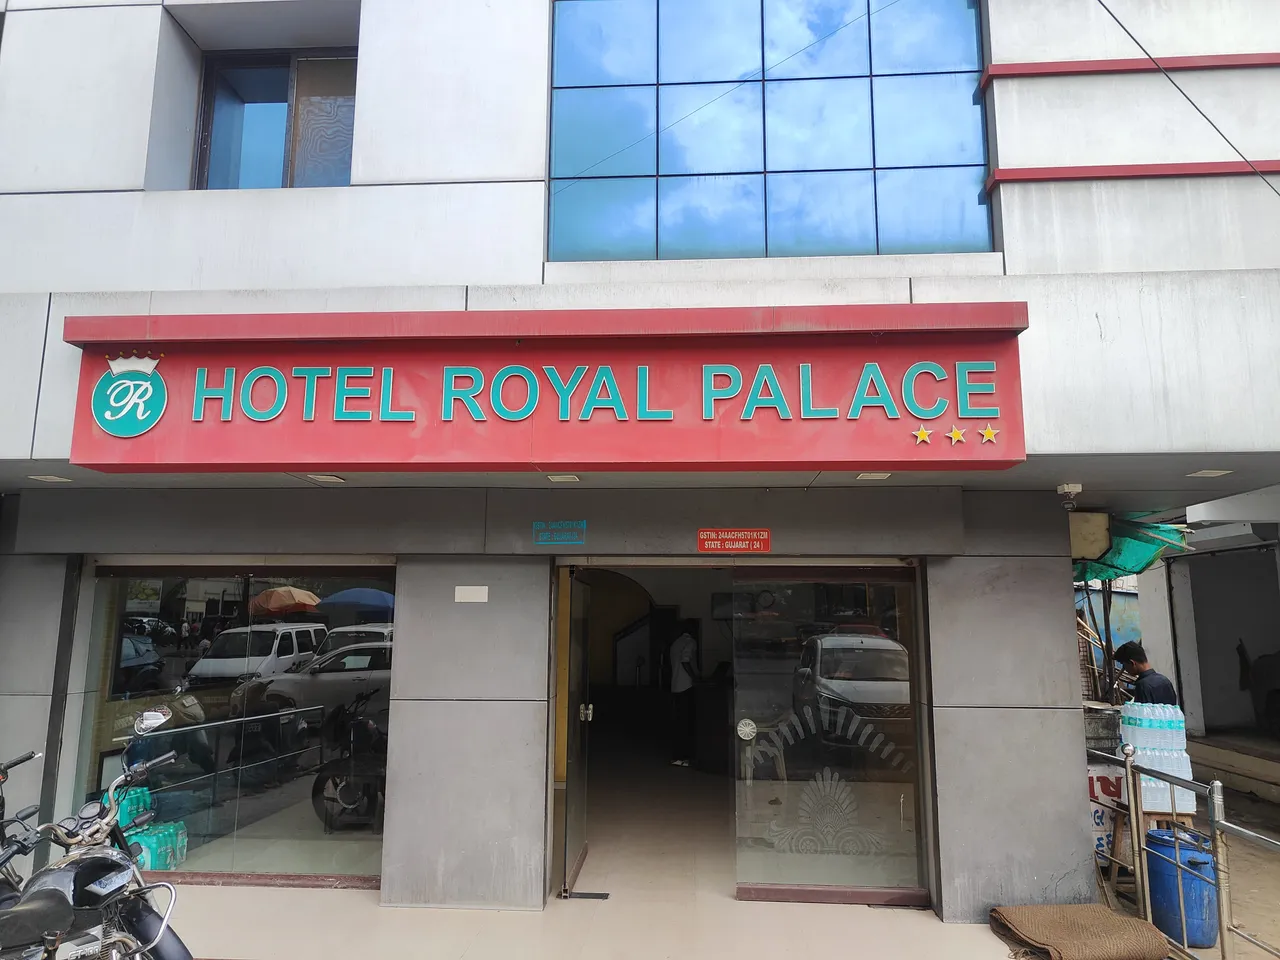 R
HOTEL ROYAL PALACE
GSTIN: 24AACFH5701K1ZM
STATE : GUJARAT ( 24 )